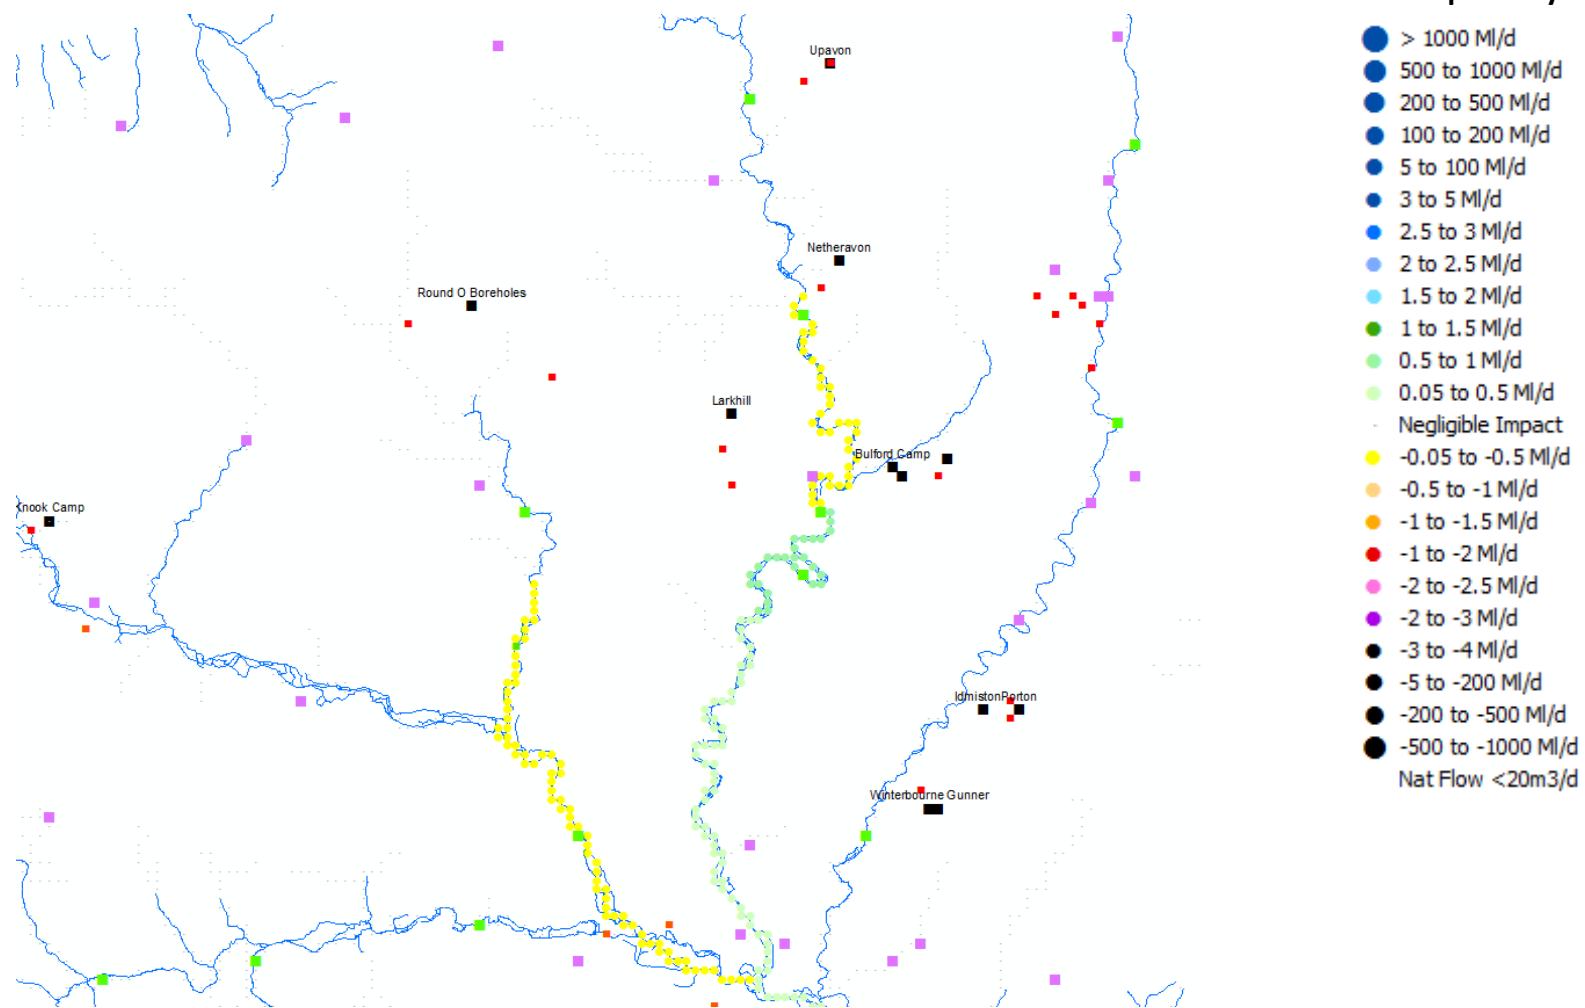 Upavon
Netheravon
Round O Boreholes
Larkhill
Bulford Camp
Knook Camp
Idmiston Porton
Winterbourne Gunner
> 1000 Ml/d
500 to 1000 Ml/d
200 to 500 Ml/d
100 to 200 Ml/d
5 to 100 Ml/d
3 to 5 Ml/d
2.5 to 3 Ml/d
2 to 2.5 Ml/d
1.5 to 2 Ml/d
1 to 1.5 Ml/d
0.5 to 1 Ml/d
0.05 to 0.5 Ml/d
Negligible Impact
-0.05 to -0.5 Ml/d
-0.5 to -1 Ml/d
-1 to -1.5 Ml/d
-1 to -2 Ml/d
-2 to -2.5 Ml/d
-2 to -3 Ml/d
-3 to -4 Ml/d
-5 to -200 Ml/d
-200 to -500 Ml/d
-500 to -1000 Ml/d
Nat Flow <20m3/d